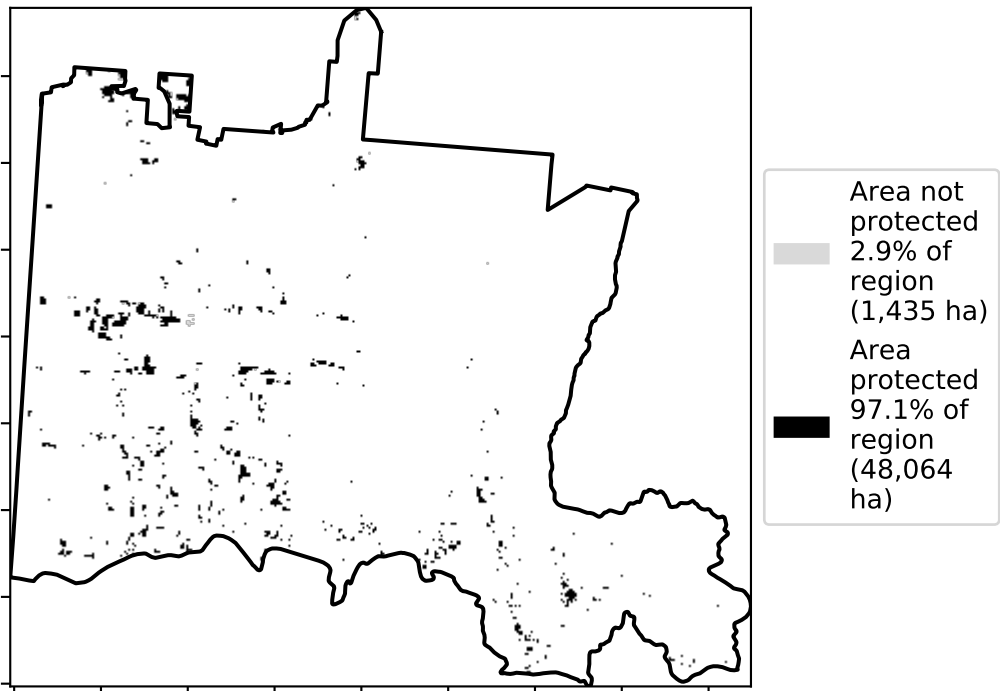 Area not
protected
2.9% of
region
(1,435 ha)
Area
protected
97.1% of
region
(48,064
ha)